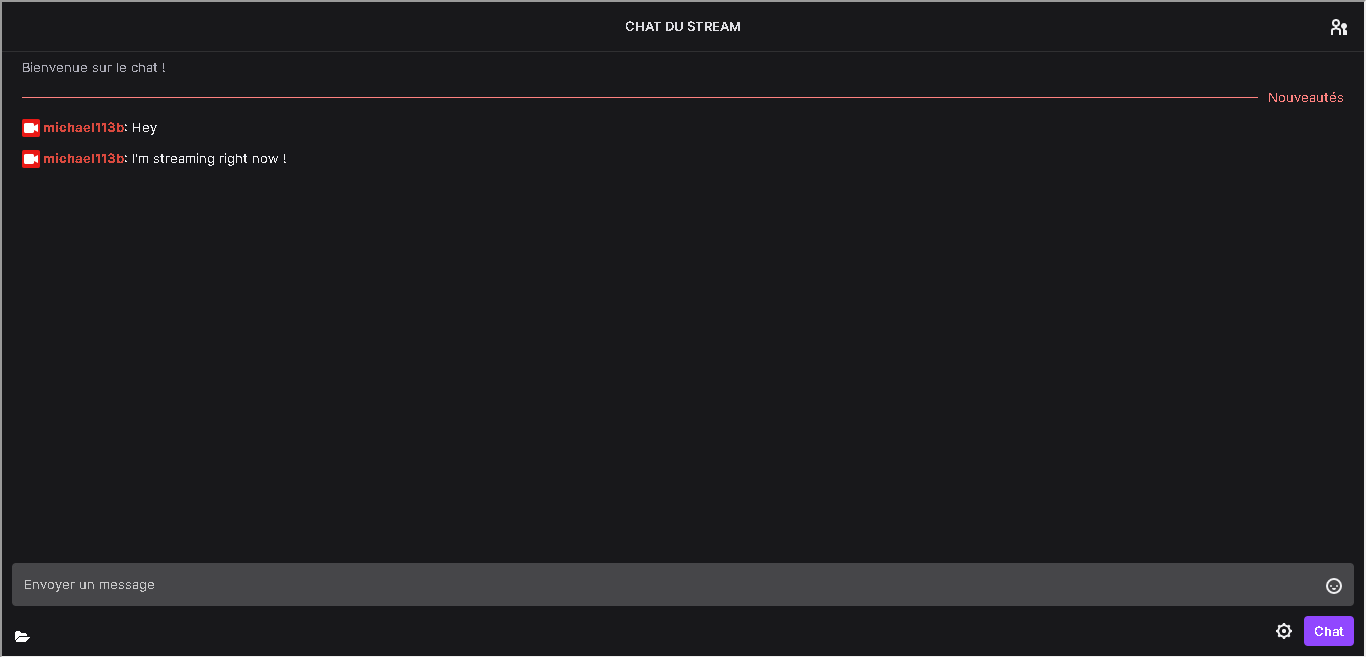 CHAT DU STREAM
Bienvenue sur le chat !
Nouveautés
michael113b: Hey
michael113b: I'm streaming right now !
Envoyer un message
Chat